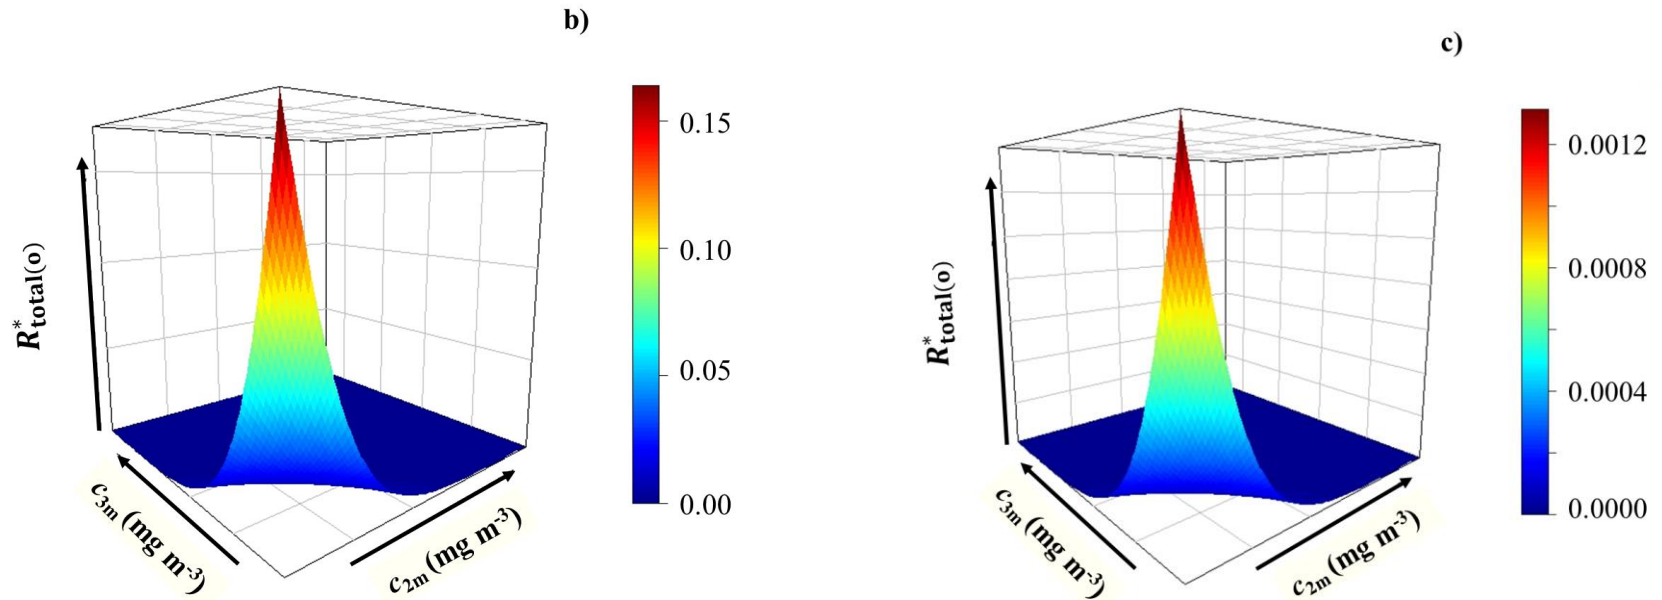 b)
0.15
0.10
0.05
0.00
R*total(o)
c3m (mg m-3)
c2m (mg m-3)
c)
0.0012
0.0008
0.0004
0.0000
R*total(o)
c3m (mg m-3)
c2m (mg m-3)